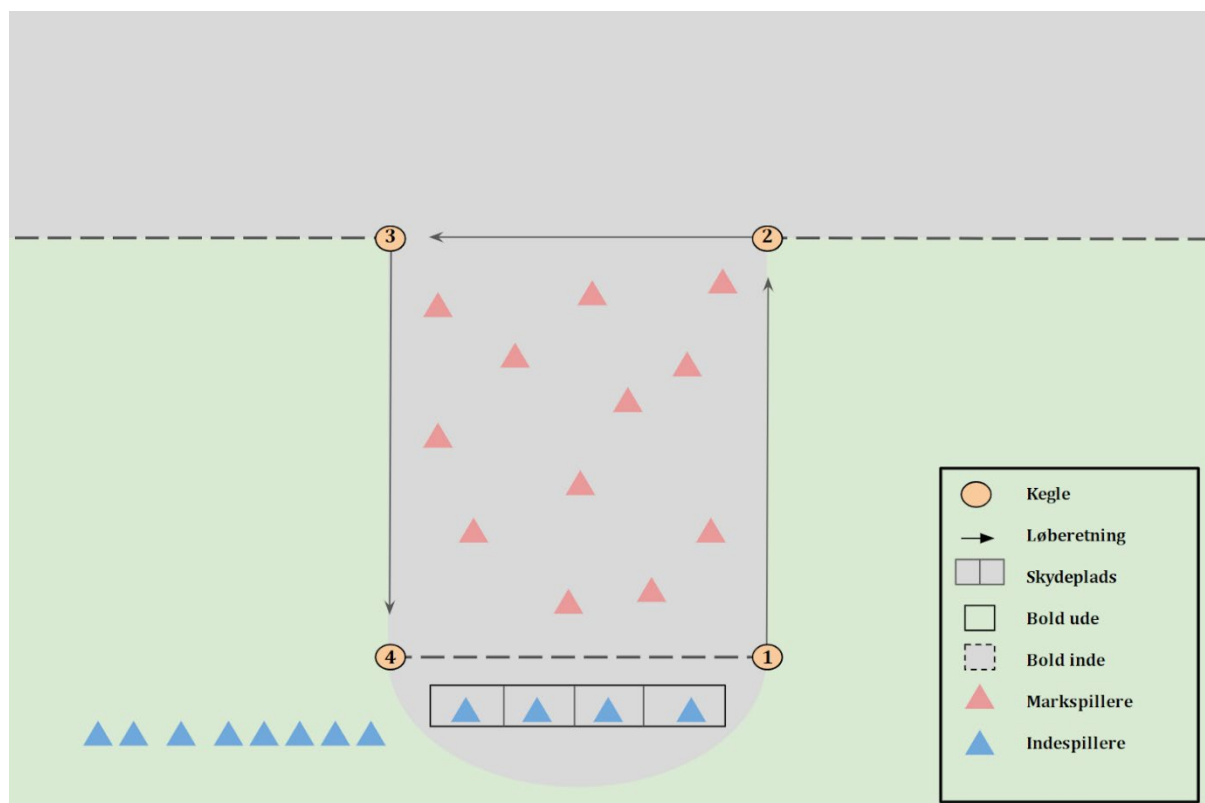 3
2
4
1
Kegle
Løberetning
Skydeplads
Bold ude
Bold inde
Markspillere
Indespillere